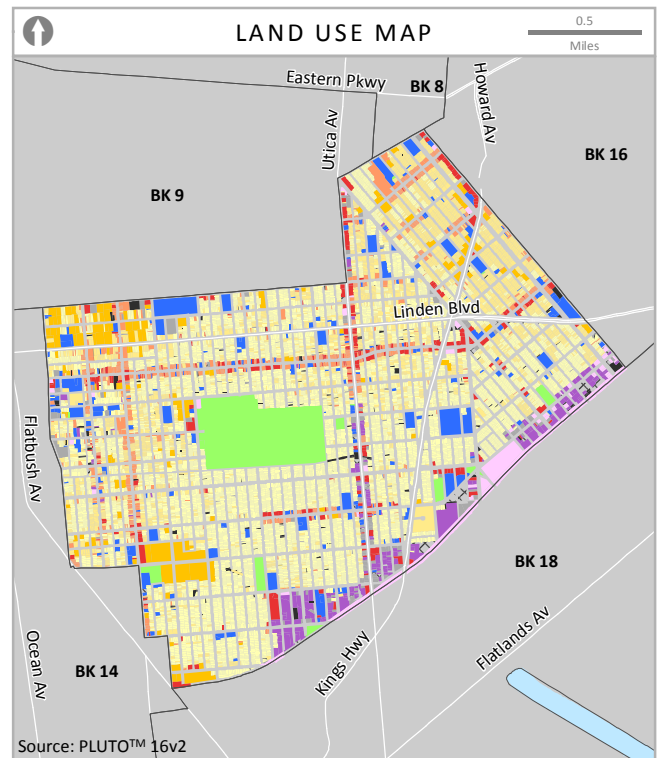 LAND USE MAP
0.5
Miles
Eastern Pkwy
BK 8
Howard Av
Utica Av
BK 16
BK 9
Linden Blvd
Flatbush Av
BK 18
Flatlands Av
Kings Hwy
Ocean Av
BK 14
Source: PLUTO™ 16v2